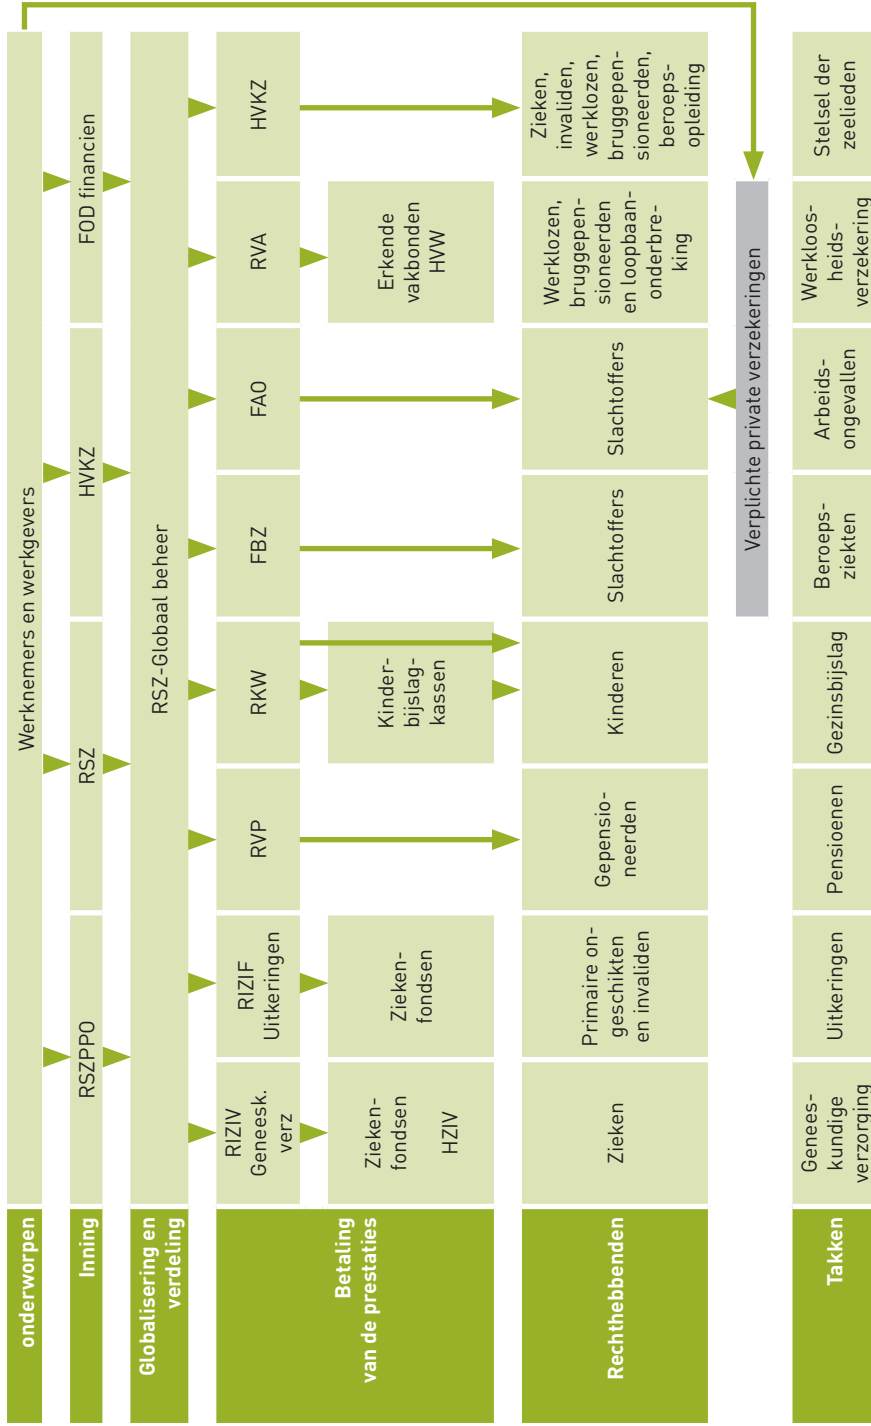 onderworpen
Werknemers en werkgevers
Inning
RSZPPO
RSZ
HVKZ
FOD financien
Globalisering en
verdeling
RSZ-Globaal beheer
Betaling
van de prestaties
RIZIV
Geneesk.
verz
RIZIF
Uitkeringen
RVP
RKW
FBZ
FAO
RVA
HVKZ
Zieken-
fondsen
HZIV
Zieken-
fondsen
Kinder-
bijslag-
kassen
Erkende
vakbonden
HVW
Rechthebbenden
Zieken
Primaire on-
geschikten
en invaliden
Gepensio-
neerden
Kinderen
Slachtoffers
Slachtoffers
Werklozen,
bruggepen-
sioneerden
en loopbaan-
onderbre-
king
Zieken,
invaliden,
werklozen,
bruggepen-
sioneerden,
beroeps-
opleiding
Verplichte private verzekeringen
Takken
Genees-
kundige
verzorging
Uitkeringen
Pensioenen
Gezinsbijslag
Beroeps-
ziekten
Arbeids-
ongevallen
Werkloos-
heids-
verzekering
Stelsel der
zeelieden